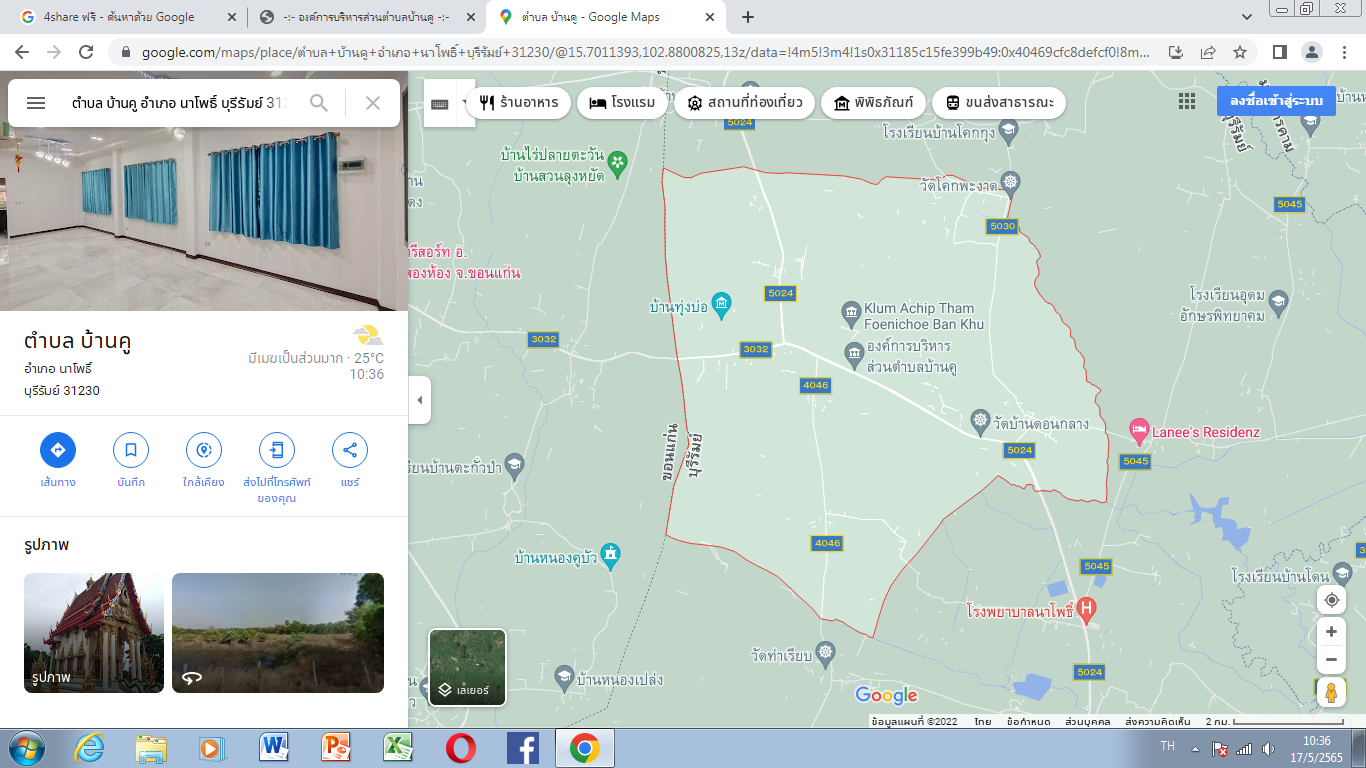 4share ฟรี - ค้นหาด้วย Google
-:- องค์การบริหารส่วนตำบลบ้านคู -:-
ตำบล บ้านคู - Google Maps
google.com/maps/place/ตำบล+บ้านคู+อำเภอ+นาโพธิ์+บุรีรัมย์+31230/@15.7011393,102.8800825,13z/data=!4m5!3m4!1s0x31185c15fe399b49:0x40469cfc8defcf0!8m...
ตำบล บ้านคู อำเภอ นาโพธิ์ บุรีรัมย์ 312
ร้านอาหาร
โรงแรม
สถานที่ท่องเที่ยว
พิพิธภัณฑ์
ขนส่งสาธารณะ
ลงชื่อเข้าสู่ระบบ
ตำบล บ้านคู
อำเภอ นาโพธิ์
บุรีรัมย์ 31230
มีเมฆเป็นส่วนมาก · 25°C
10:36
เส้นทาง
บันทึก
ใกล้เคียง
ส่งไปที่โทรศัพท์
ของคุณ
แชร์
รูปภาพ
รูปภาพ
5024
โรงเรียนบ้านโคกกุง
บุรีรัมย์
บ้านไร่ปลายตะวัน
บ้านสวนลุงหยัด
วัดโคกพะงาด
5045
5030
รีสอร์ท อ.
องห้อง จ.ขอนแก่น
5024
บ้านทุ่งบ่อ
Klum Achip Tham
Foenichoe Ban Khu
โรงเรียนอุดม
อักษรพิทยาคม
3032
3032
องค์การบริหาร
ส่วนตำบลบ้านคู
4046
วัดบ้านดอนกลาง
Lanee's Residenz
ขอนแก่น
บุรีรัมย์
5024
5045
เรียนบ้านตะกั่วป่า
4046
บ้านหนองคูบัว
5045
โรงเรียนบ้านโดน
โรงพยาบาลนาโพธิ์
วัดท่าเรียบ
5024
บ้านหนองเปล่ง
เลเยอร์
Google
ข้อมูลแผนที่ ©2022
ไทย
ข้อกำหนด
ส่วนบุคคล
ส่งความคิดเห็น
2 กม.
TH
10:36
17/5/2565